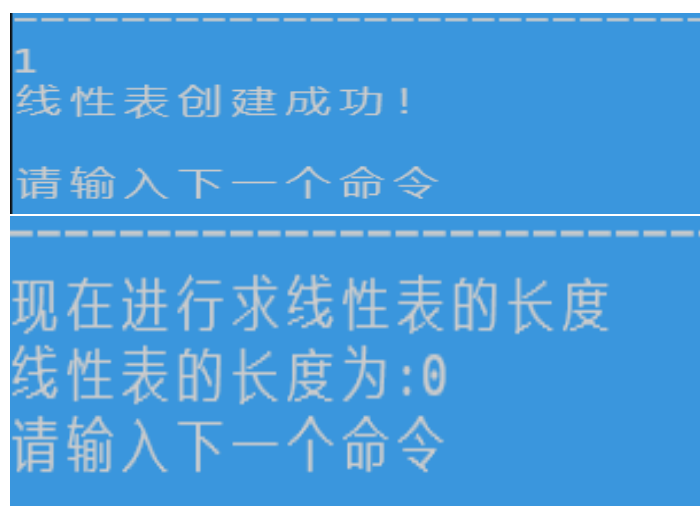 1
线性表创建成功!
请输入下一个命令
现在进行求线性表的长度
线性表的长度为:0
请输入下一个命令